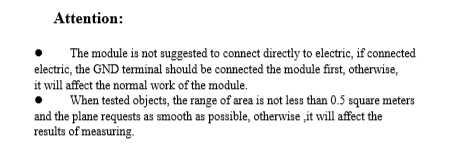 Attention:
● The module is not suggested to connect directly to electric, if connected
electric, the GND terminal should be connected the module first, otherwise,
it will affect the normal work of the module.
● When tested objects, the range of area is not less than 0.5 square meters
and the plane requests as smooth as possible, otherwise ,it will affect the
results of measuring.